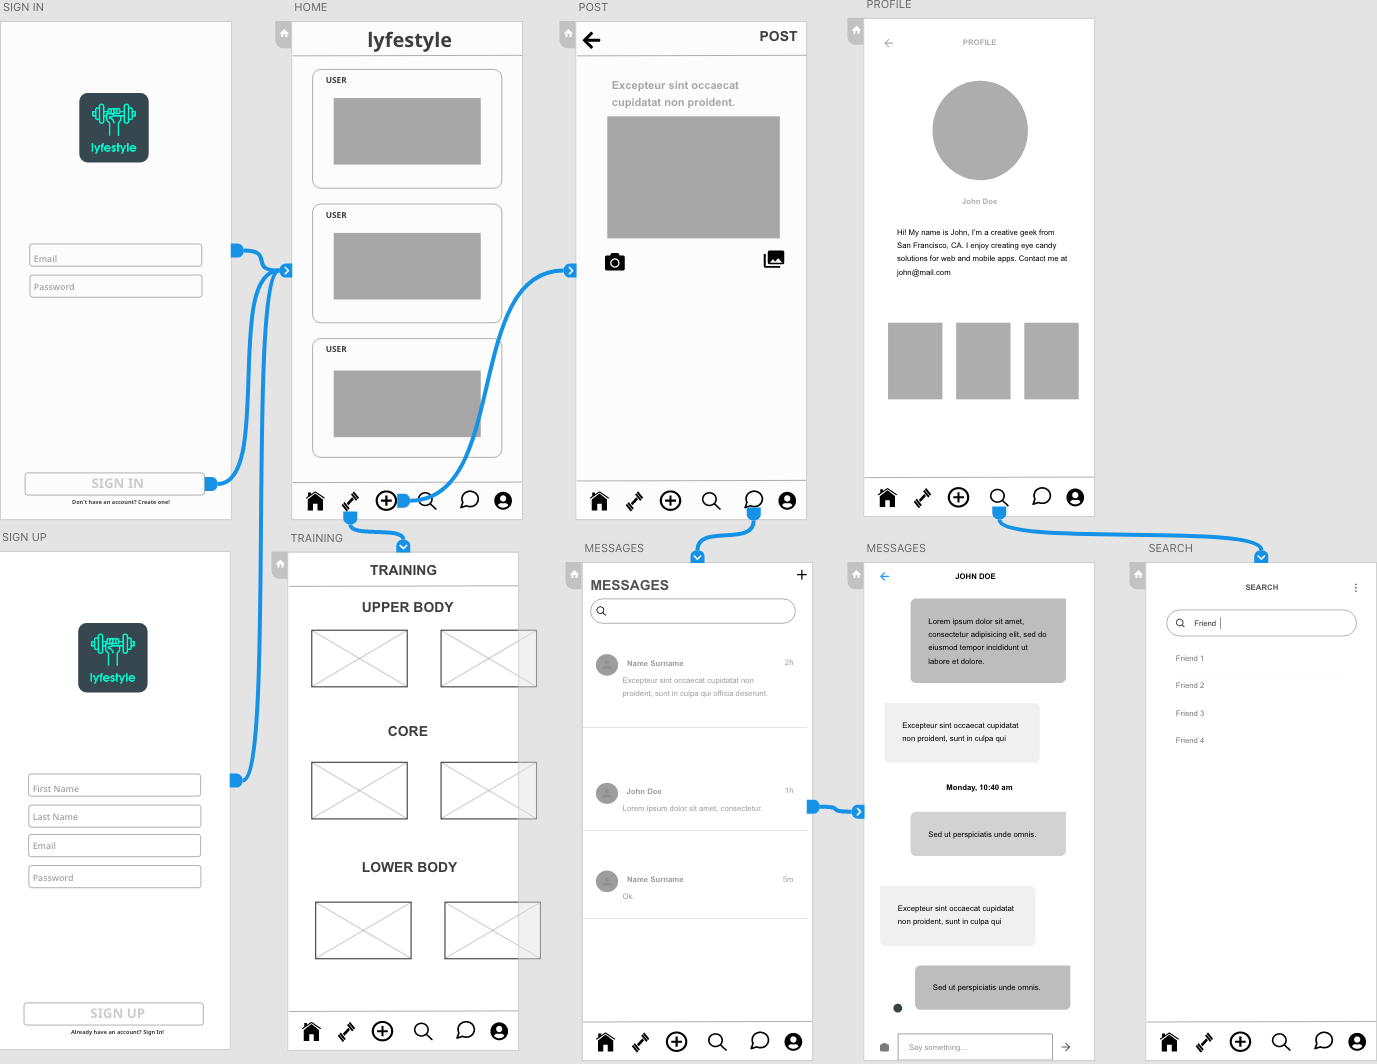 SIGN IN
lyfestyle
Email
Password
SIGN IN
Don't have an account? Create one!
HOME
lyfestyle
USER
USER
USER
POST
POST
Excepteur sint occaecat
cupidatat non proident.
PROFILE
PROFILE
John Doe
Hi! My name is John, I'm a creative geek from
San Francisco, CA. I enjoy creating eye candy
solutions for web and mobile apps. Contact me at
john@mail.com
SIGN UP
lyfestyle
First Name
Last Name
Email
Password
SIGN UP
Already have an account? Sign In!
TRAINING
TRAINING
UPPER BODY
CORE
LOWER BODY
MESSAGES
MESSAGES
Name Surname
2h
Excepteur sint occaecat cupidatat non
proident, sunt in culpa qui officia deserunt.
John Doe
1h
Lorem ipsum dolor sit amet, consectetur.
Name Surname
5m
Ok.
MESSAGES
JOHN DOE
Lorem ipsum dolor sit amet,
consectetur adipisicing elit, sed do
eiusmod tempor incididunt ut
labore et dolore.
Excepteur sint occaecat cupidatat
non proident, sunt in culpa qui
Monday, 10:40 am
Sed ut perspiciatis unde omnis.
Excepteur sint occaecat cupidatat
non proident, sunt in culpa qui
Sed ut perspiciatis unde omnis.
Say something...
SEARCH
SEARCH
Friend
Friend 1
Friend 2
Friend 3
Friend 4